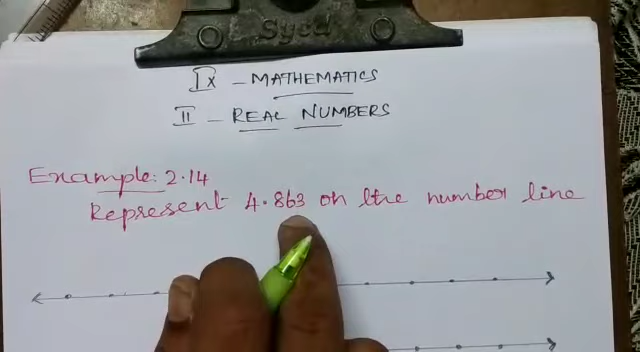 Syed
IX - MATHEMATICS
II - REAL NUMBERS
Example: 2.14
Represent 4.863 on the number line